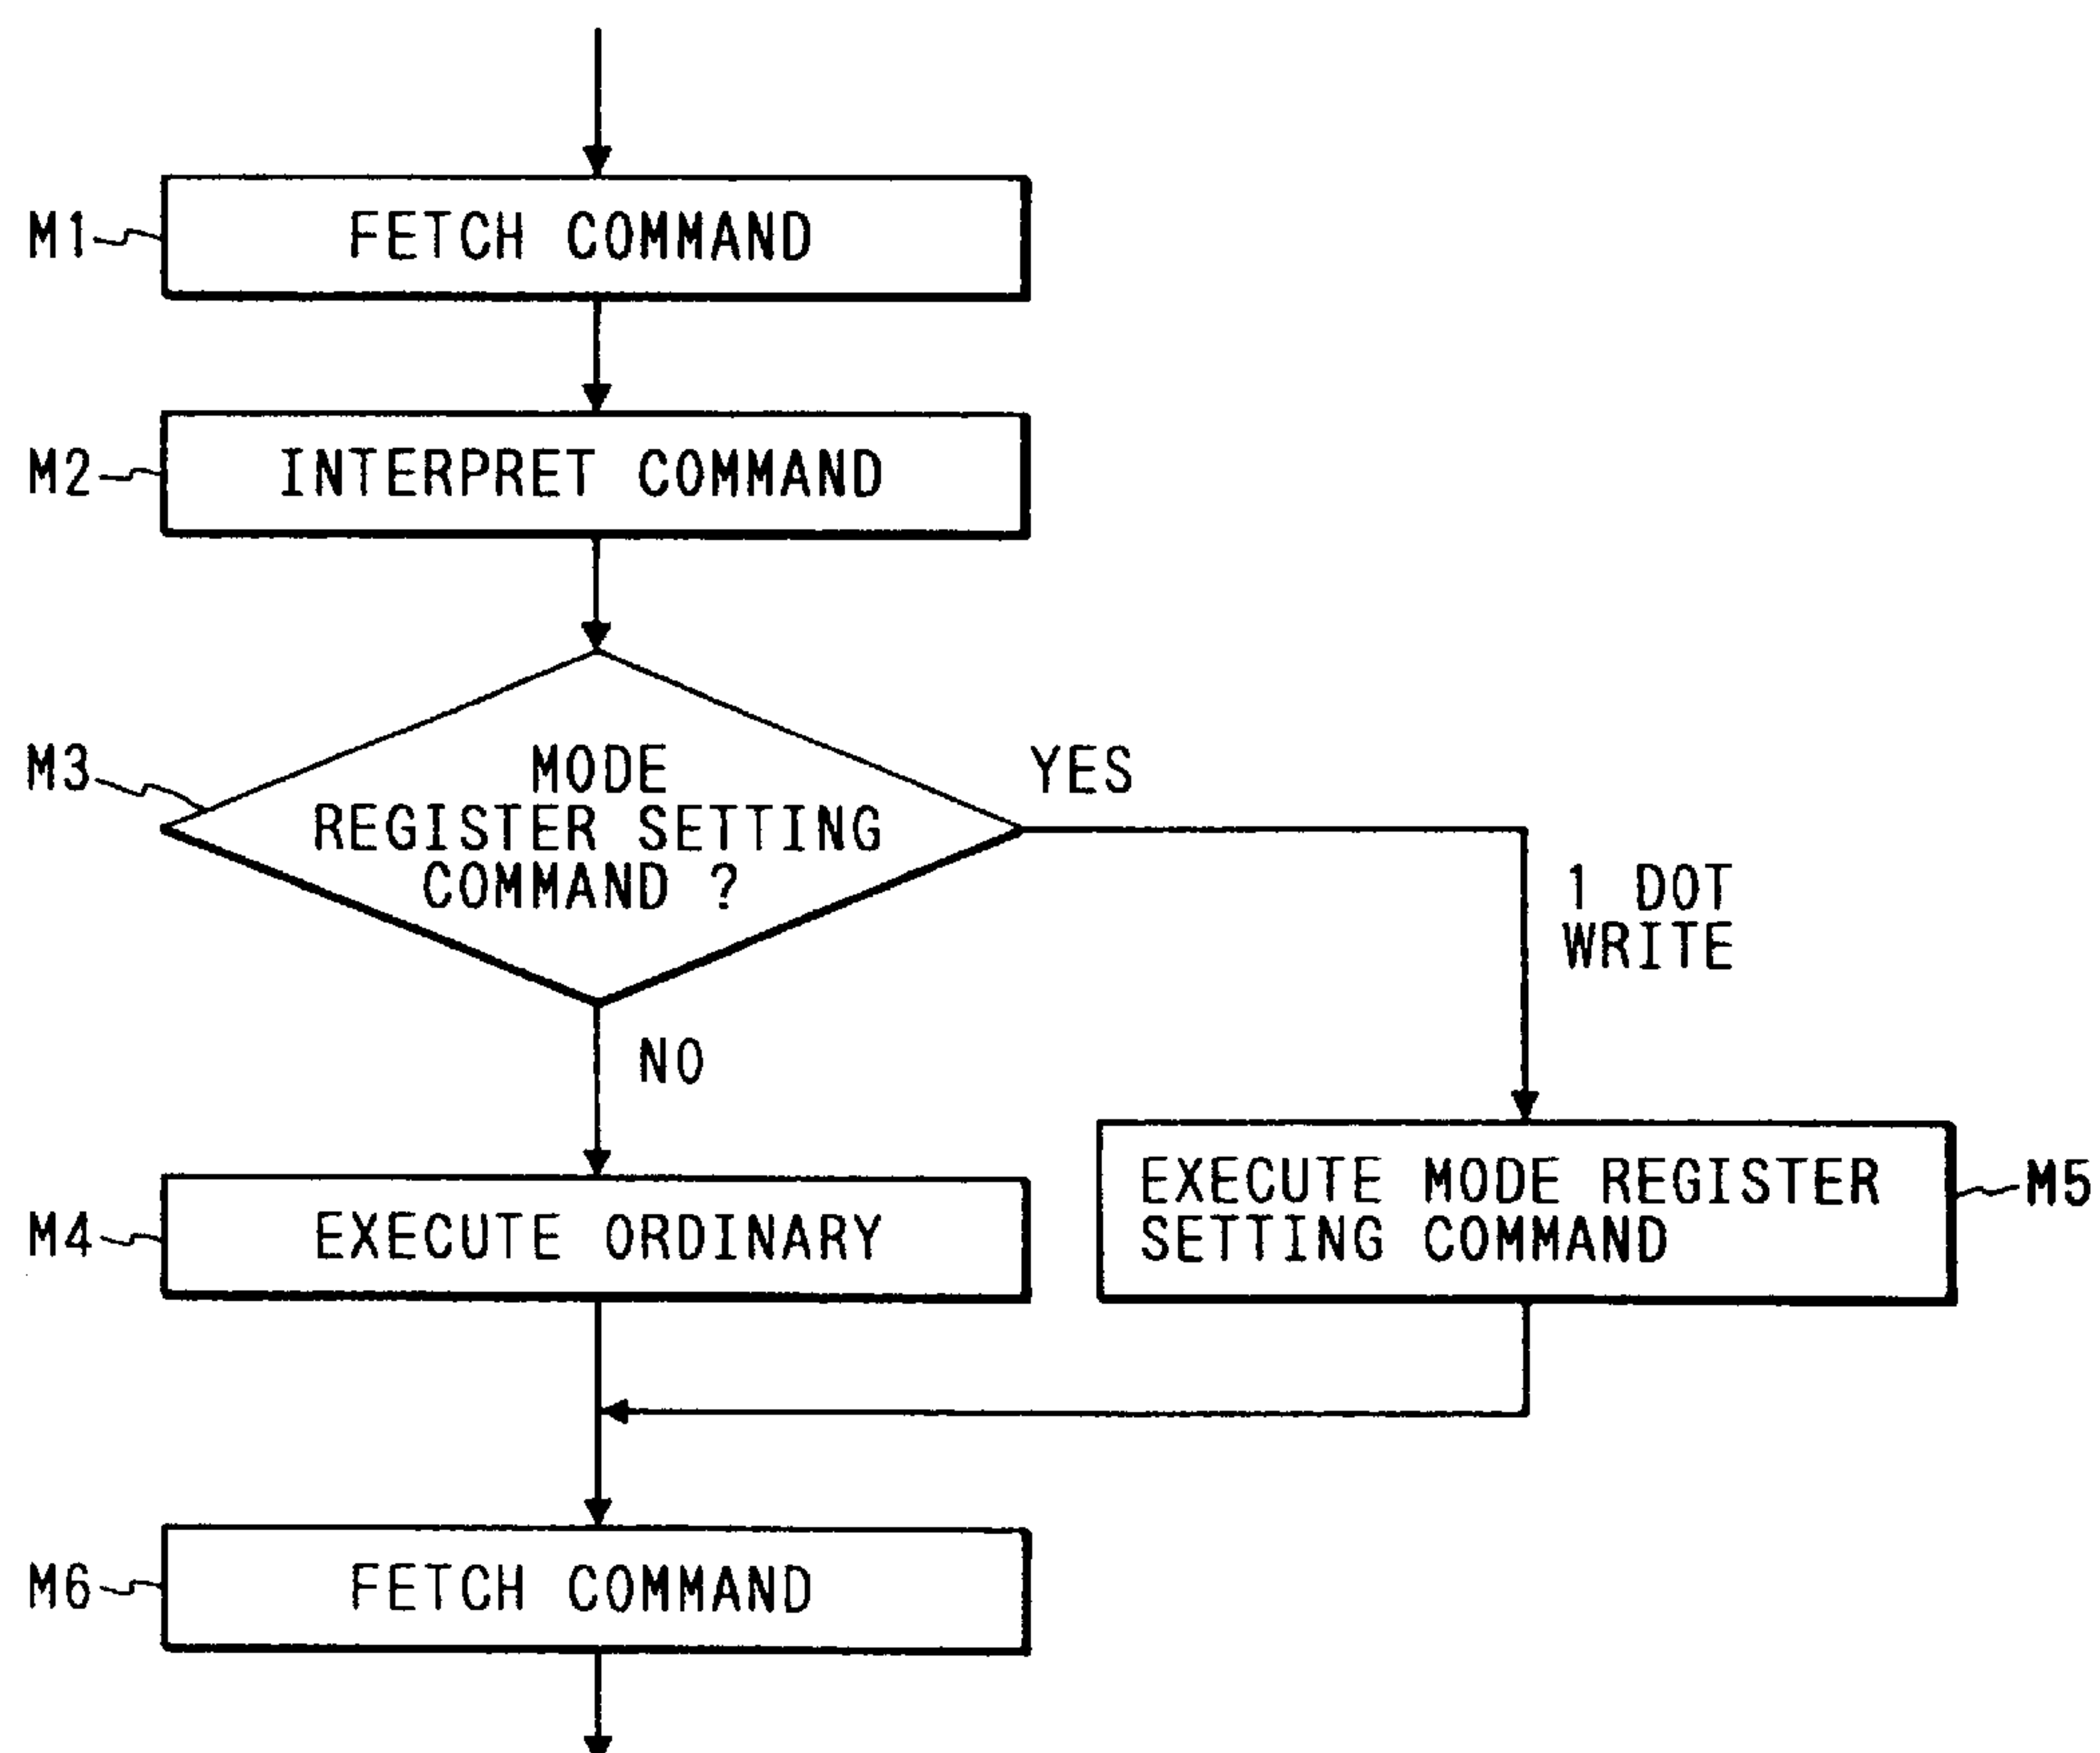 M1
FETCH COMMAND
M2
INTERPRET COMMAND
M3
MODE
REGISTER SETTING
COMMAND ?
YES
1 DOT
WRITE
NO
M4
EXECUTE ORDINARY
EXECUTE MODE REGISTER
SETTING COMMAND
M5
M6
FETCH COMMAND